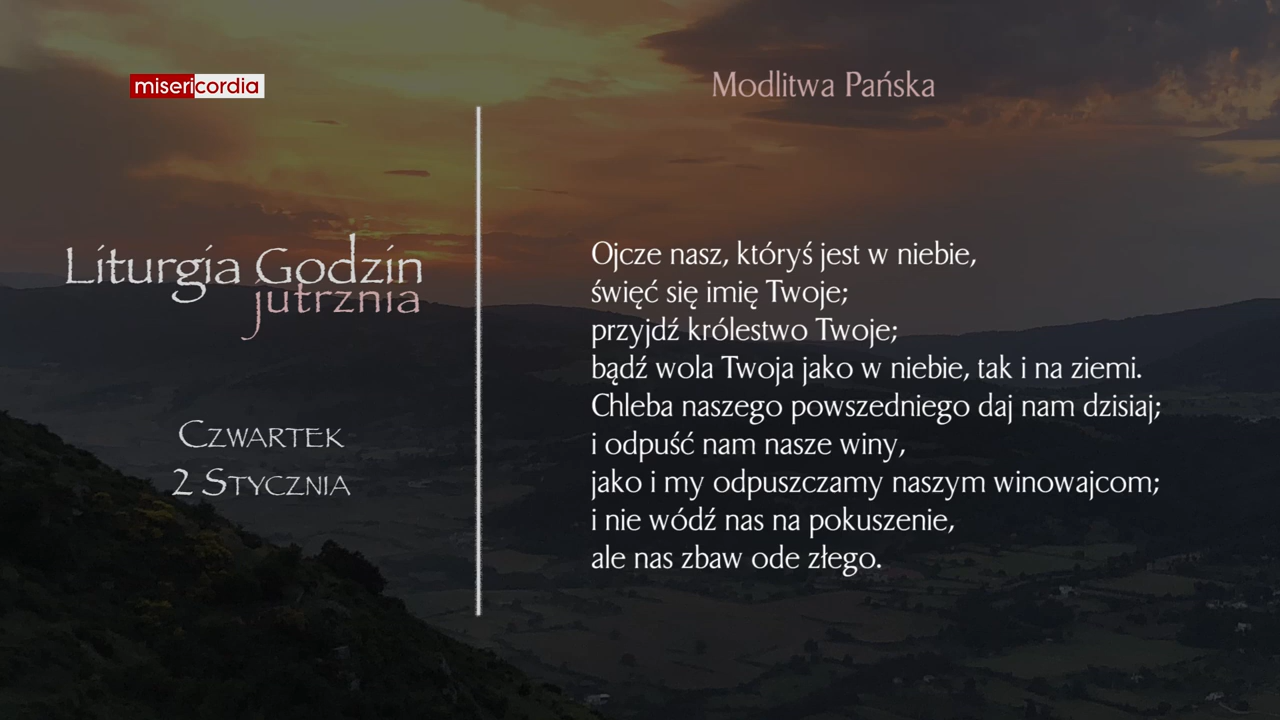 misericordia
Liturgia Godzin
jutrznia
Czwartek
2 Stycznia
Modlitwa Pańska
Ojcze nasz, któryś jest w niebie,
święć się imię Twoje;
przyjdź królestwo Twoje;
bądź wola Twoja jako w niebie, tak i na ziemi.
Chleba naszego powszedniego daj nam dzisiaj;
i odpuść nam nasze winy,
jako i my odpuszczamy naszym winowajcom;
i nie wódź nas na pokuszenie,
ale nas zbaw ode złego.